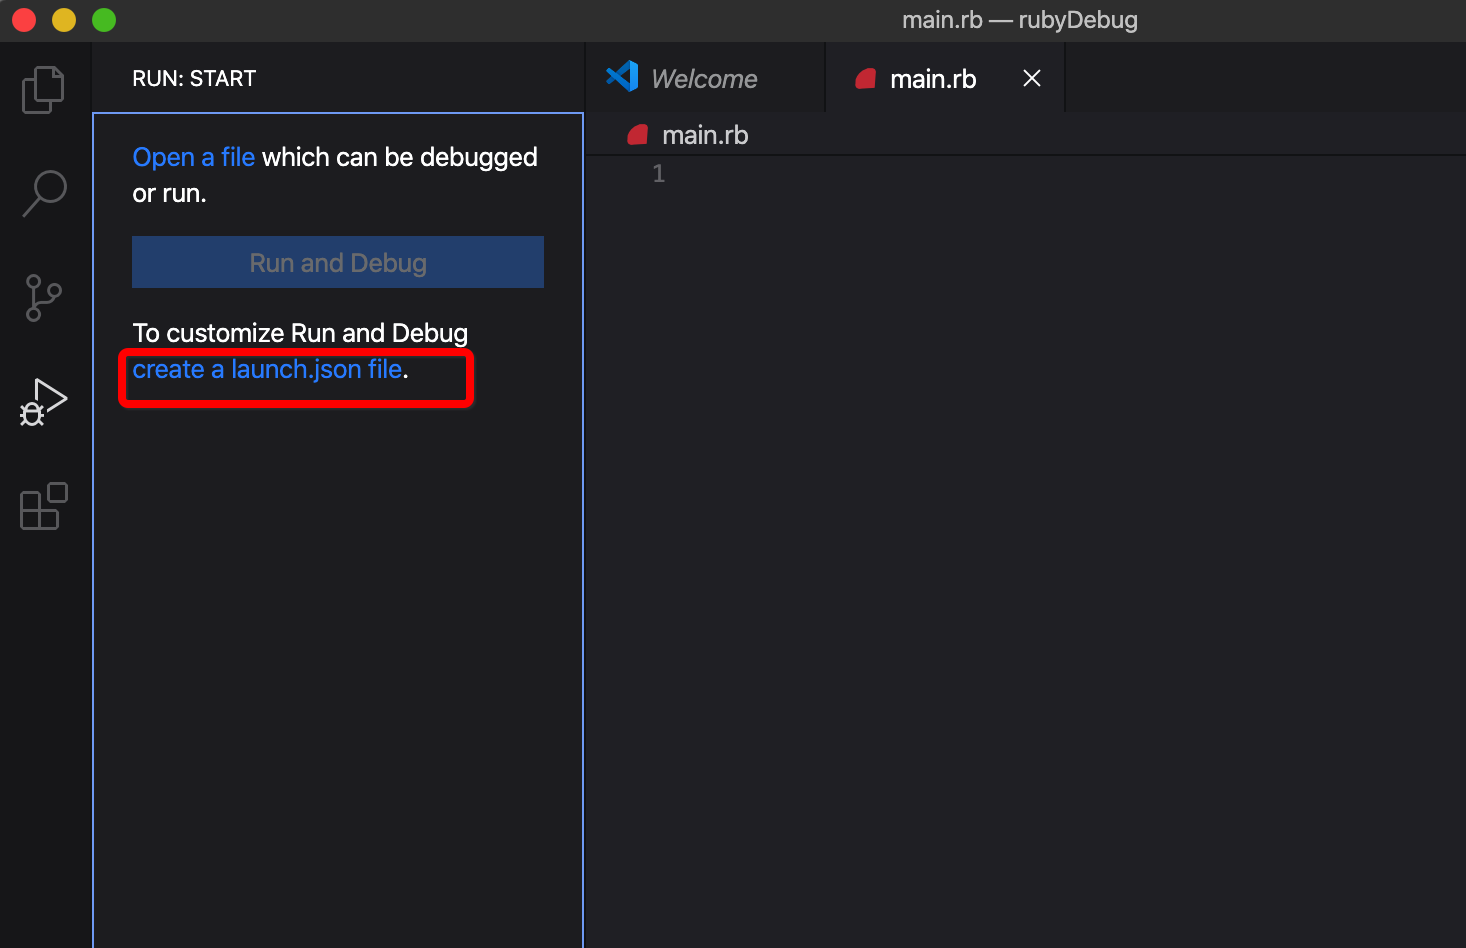 main.rb — rubyDebug
RUN: START
Welcome
main.rb
main.rb
1
Open a file which can be debugged
or run.
Run and Debug
To customize Run and Debug
create a launch.json file.